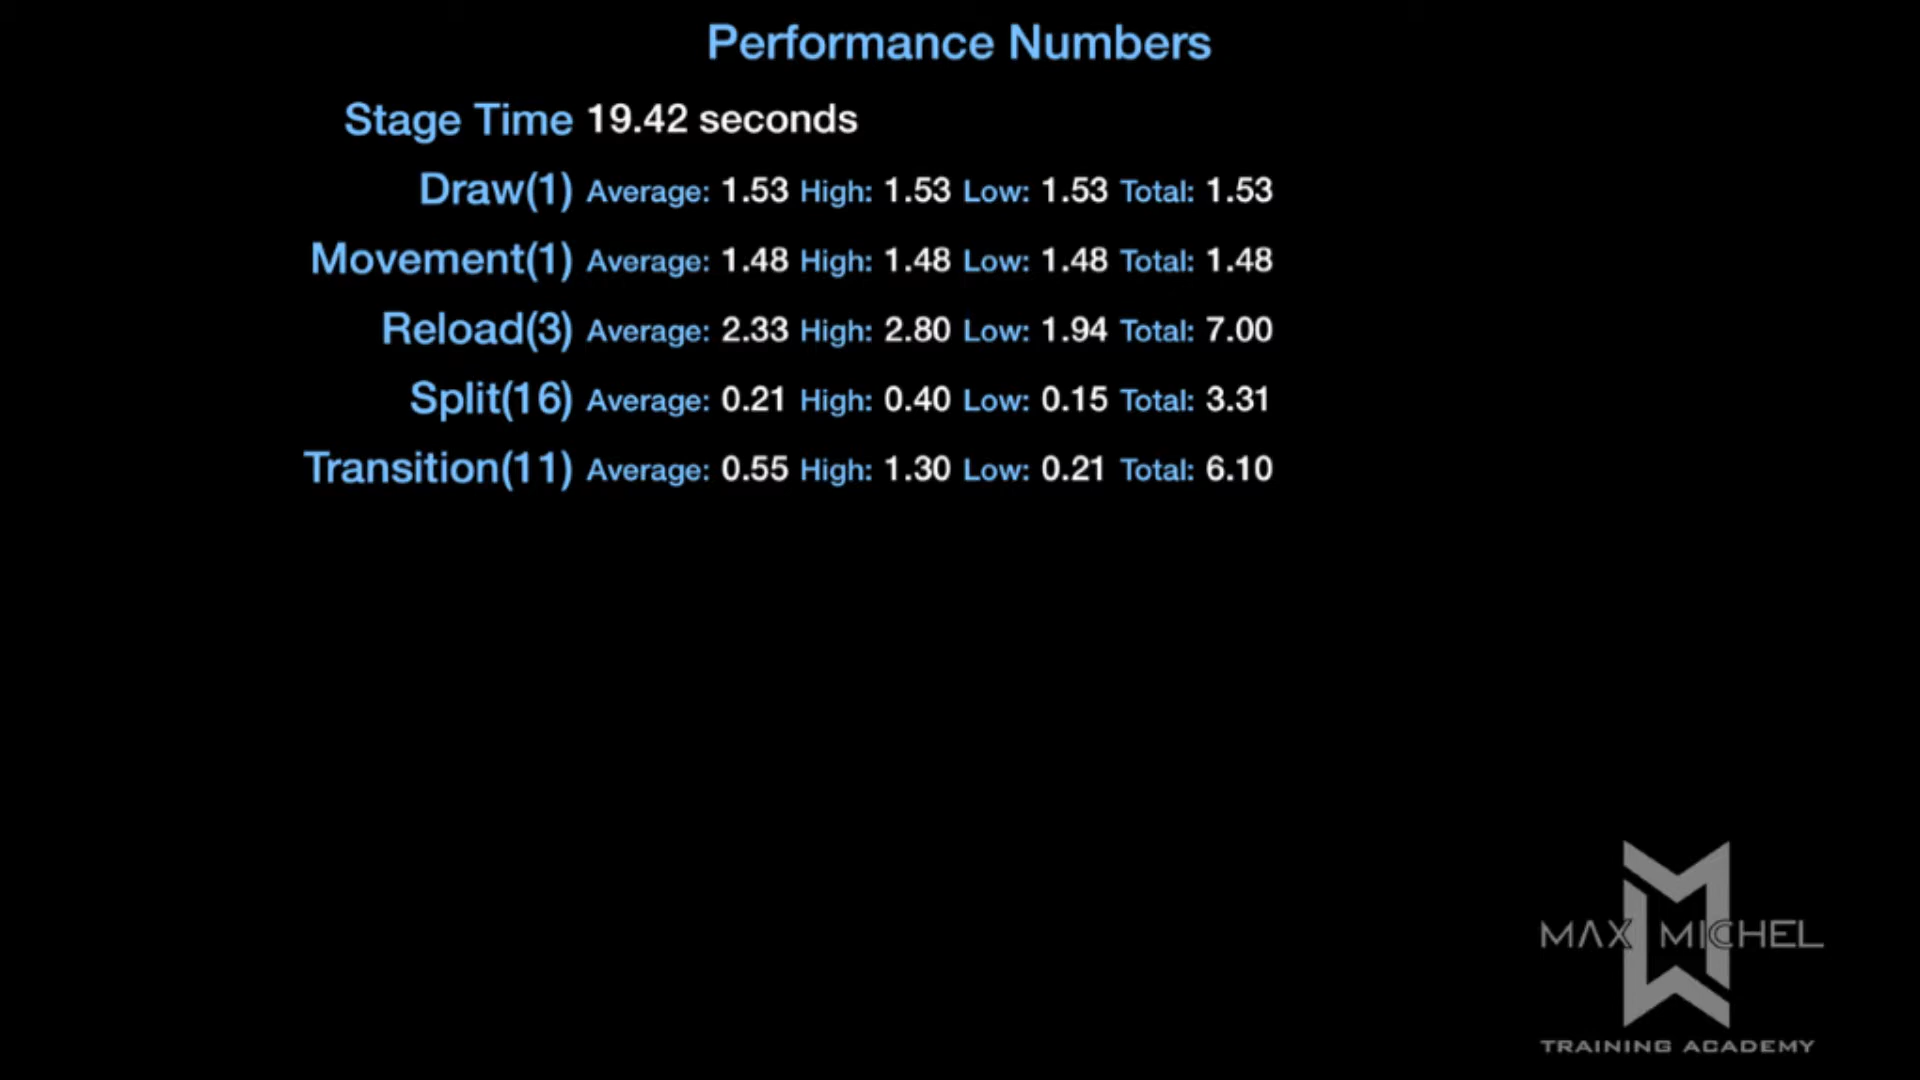 Performance Numbers
Stage Time 19.42 seconds
Draw(1) Average: 1.53 High: 1.53 Low: 1.53 Total: 1.53
Movement(1) Average: 1.48 High: 1.48 Low: 1.48 Total: 1.48
Reload(3) Average: 2.33 High: 2.80 Low: 1.94 Total: 7.00
Split(16) Average: 0.21 High: 0.40 Low: 0.15 Total: 3.31
Transition(11) Average: 0.55 High: 1.30 Low: 0.21 Total: 6.10
MAX MICHEL
TRAINING ACADEMY